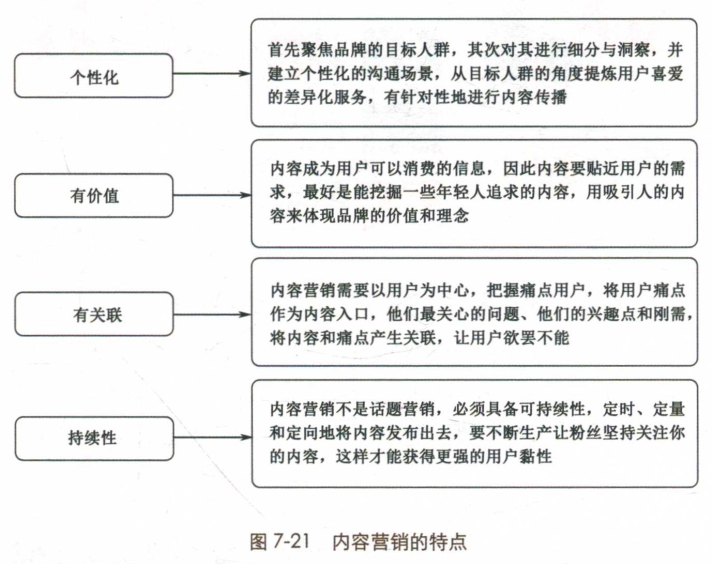 个性化
首先聚焦品牌的目标人群，其次对其进行细分与洞察，并
建立个性化的沟通场景，从目标人群的角度提炼用户喜爱
的差异化服务，有针对性地进行内容传播
有价值
内容成为用户可以消费的信息，因此内容要贴近用户的需
求，最好是能挖掘一些年轻人追求的内容，用吸引人的内
容来体现品牌的价值和理念
有关联
内容营销需要以用户为中心，把握痛点用户，将用户痛点
作为内容入口，他们最关心的问题、他们的兴趣点和刚需，
将内容和痛点产生关联，让用户欲罢不能
持续性
内容营销不是话题营销，必须具备可持续性，定时、定量
和定向地将内容发布出去，要不断生产让粉丝坚持关注你
的内容，这样才能获得更强的用户黏性
图 7-21 内容营销的特点